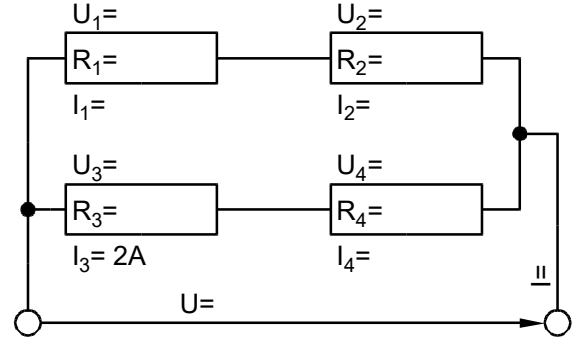 U₁=
U₂=
R₁=
R₂=
I₁=
I₂=
U₃=
U₄=
R₃=
R₄=
I₃= 2A
I₄=
I=
U=